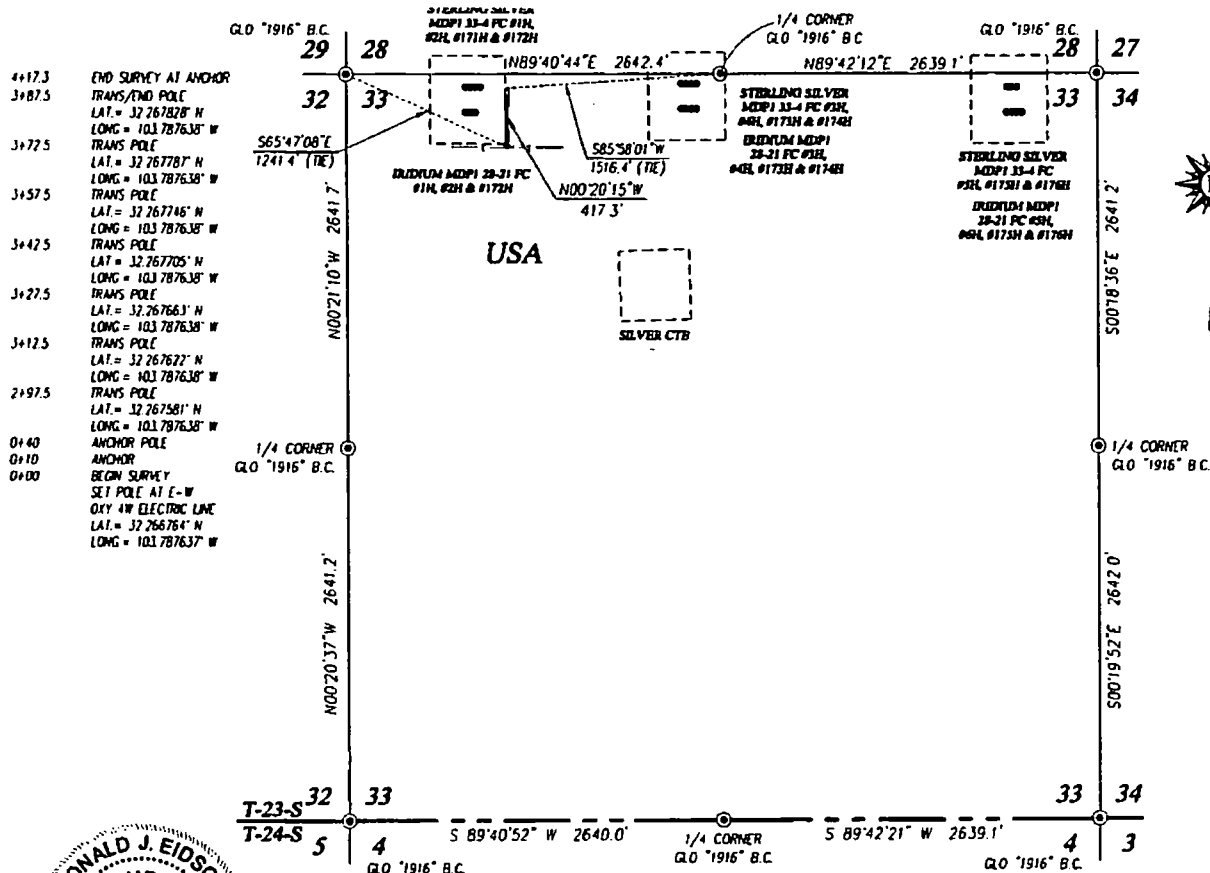 STERLING SILVER
MDP1 33-4 FC #1H,
#2H, #171H & #172H
GLO "1916" B.C.
1/4 CORNER
GLO "1916" B.C
GLO "1916" B.C.
29 28
28 27
N89°40'44"E 2642.4'
N89°42'12"E 2639.1'
32 33
33 34
4+17.3 END SURVEY AT ANCHOR
3+87.5 TRANS/END POLE
LAT.= 32.267828° N
LONG = 103.787638° W
3+72.5 TRANS POLE
LAT.= 32.267787° N
LONG = 103.787638° W
3+57.5 TRANS POLE
LAT.= 32.267746° N
LONG = 103.787638° W
3+42.5 TRANS POLE
LAT = 32.267705° N
LONG = 103.787638° W
3+27.5 TRANS POLE
LAT.= 32.267663° N
LONG = 103.787638° W
3+12.5 TRANS POLE
LAT.= 32.267622° N
LONG = 103.787638° W
2+97.5 TRANS POLE
LAT.= 32.267581° N
LONG = 103.787638° W
0+40 ANCHOR POLE
0+10 ANCHOR
0+00 BEGIN SURVEY
SET POLE AT E-W
OXY 4W ELECTRIC LINE
LAT.= 32.266764° N
LONG = 103.787637° W
S65°47'08"E
1241.4' (TIE)
IRIDIUM MDP1 28-21 FC
#1H, #2H & #172H
S85°58'01"W
1516.4' (TIE)
N00°20'15"W
417.3'
STERLING SILVER
MDP1 33-4 FC #3H,
#4H, #173H & #174H
IRIDIUM MDP1
28-21 FC #3H,
#4H, #173H & #174H
STERLING SILVER
MDP1 33-4 FC
#5H, #175H & #176H
IRIDIUM MDP1
28-21 FC #5H,
#6H, #175H & #176H
USA
SILVER CTB
N00°21'10"W 2641.7'
S00°18'36"E 2641.2'
1/4 CORNER
GLO "1916" B.C.
1/4 CORNER
GLO "1916" B.C.
N00°20'37"W 2641.2'
S00°19'52"E 2642.0'
T-23-S 32 33
33 34
T-24-S 5 4
4 3
S 89°40'52" W 2640.0'
S 89°42'21" W 2639.1'
1/4 CORNER
GLO "1916" B.C.
GLO "1916" B.C.
GLO "1916" B.C.
ONALD J. EIDSO